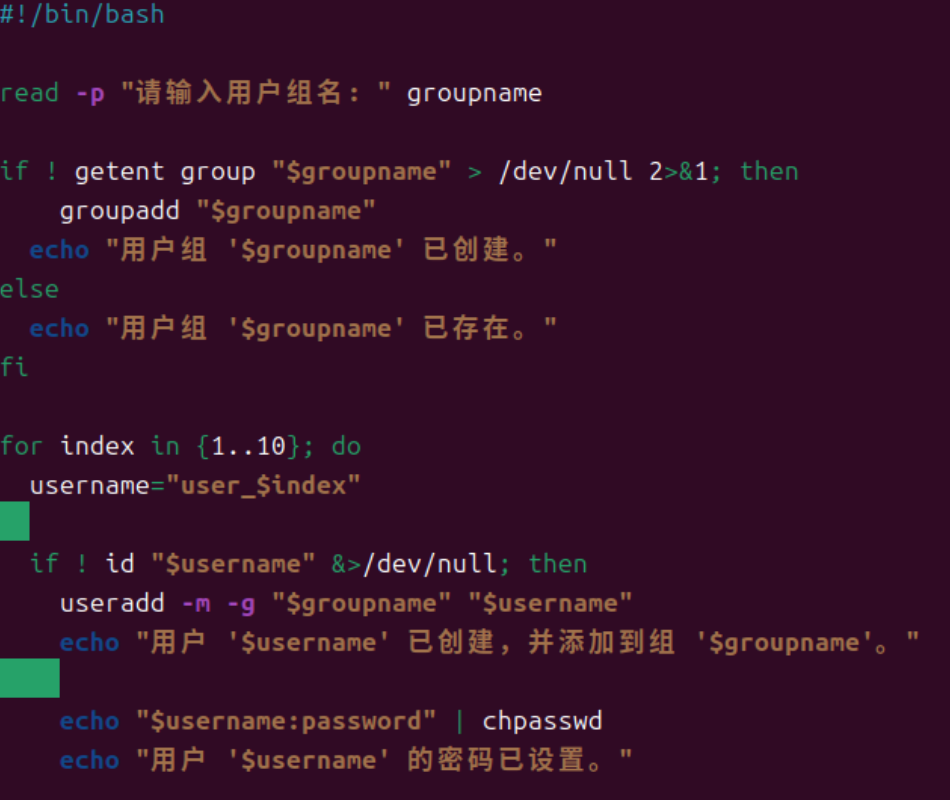 #!/bin/bash
read -p "请输入用户组名: " groupname
if ! getent group "$groupname" > /dev/null 2>&1; then
groupadd "$groupname"
echo "用户组 '$groupname' 已创建。"
else
echo "用户组 '$groupname' 已存在。"
fi
for index in {1..10}; do
username="user_$index"
if ! id "$username" &>/dev/null; then
useradd -m -g "$groupname" "$username"
echo "用户 '$username' 已创建，并添加到组 '$groupname'。"
echo "$username:password" | chpasswd
echo "用户 '$username' 的密码已设置。"